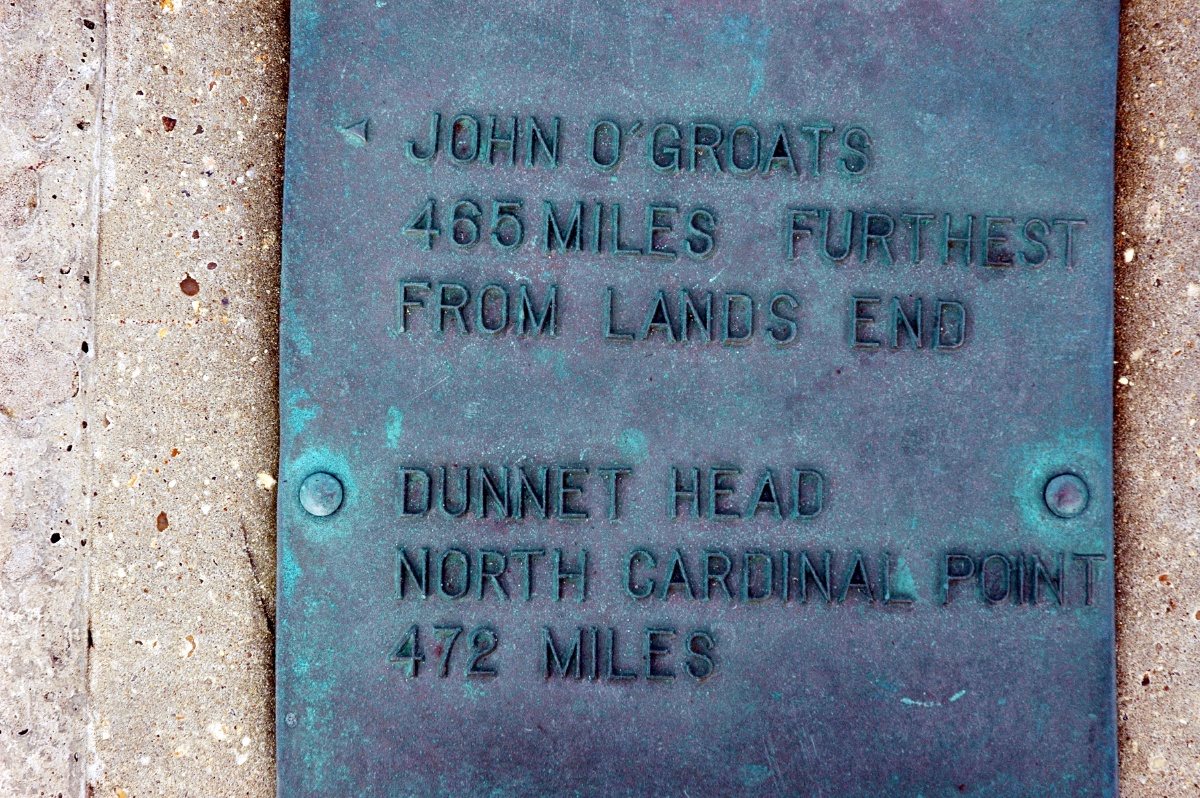 JOHN O'GROATS
465 MILES FURTHEST
FROM LANDS END
DUNNET HEAD
NORTH CARDINAL POINT
472 MILES